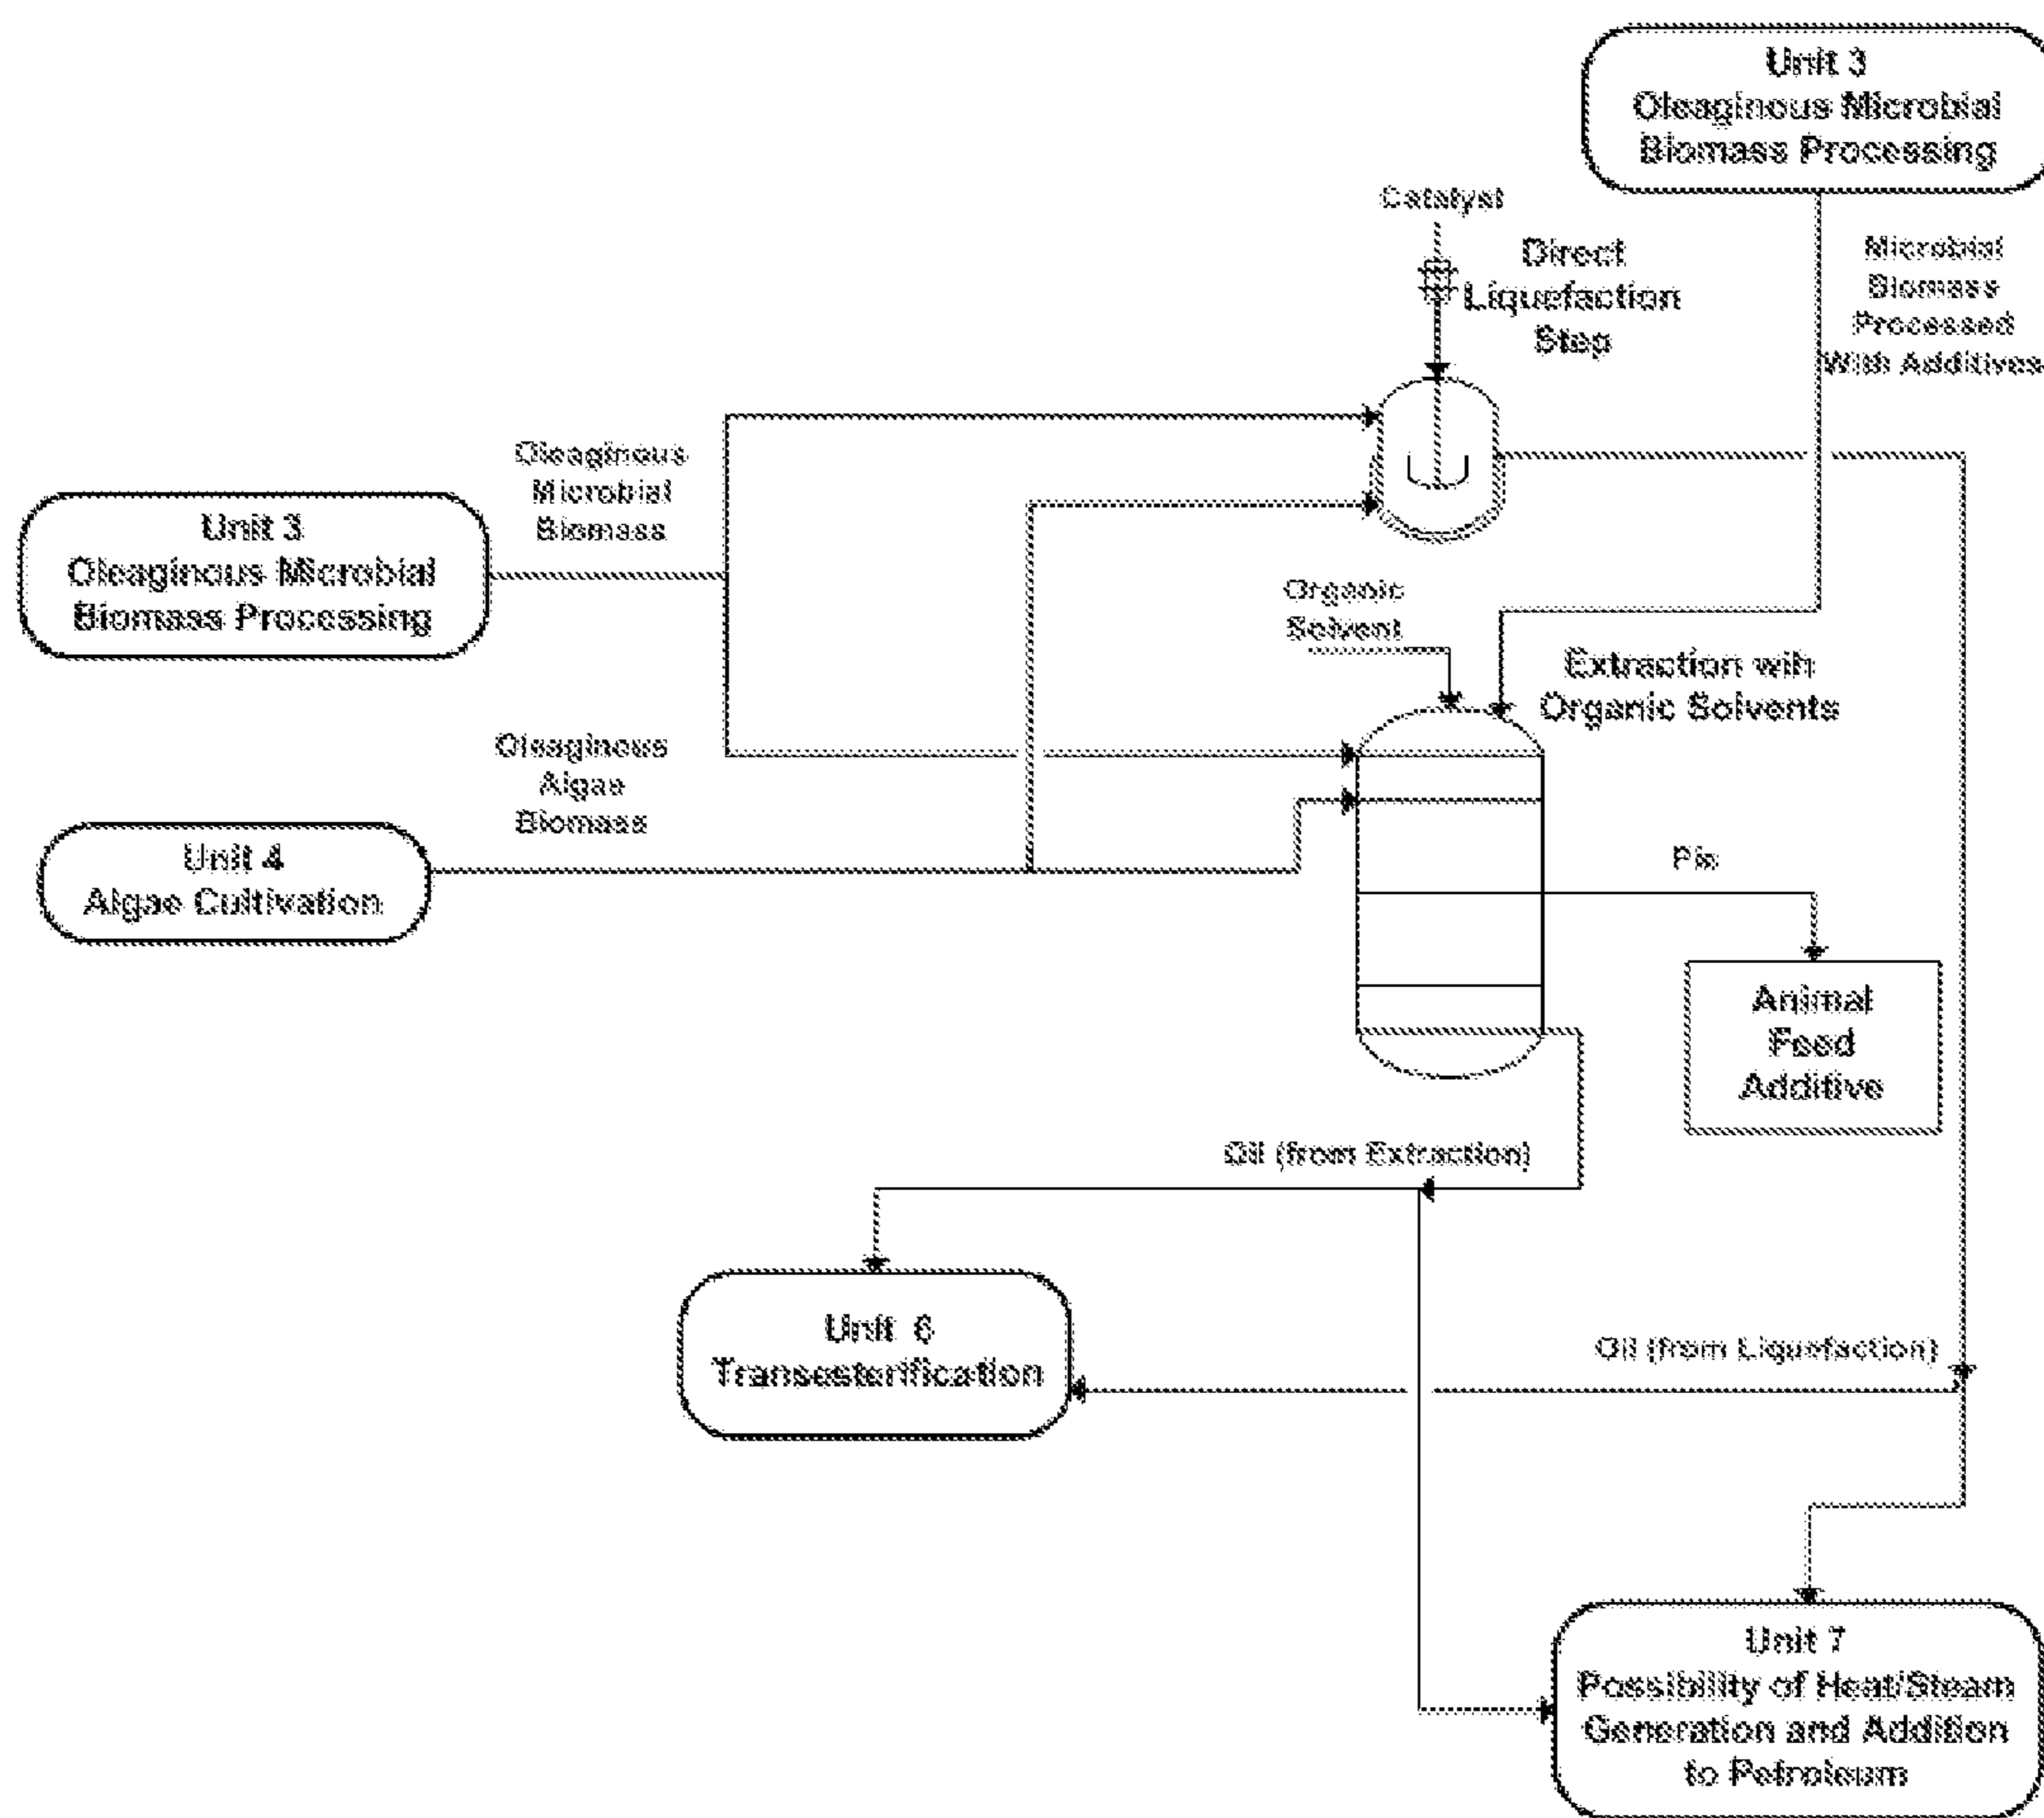 Unit 3
Oleaginous Microbial
Biomass Processing
Catalyst
Direct
Liquefaction
Step
Microbial
Biomass
Processed
With Additives
Oleaginous
Microbial
Biomass
Unit 3
Oleaginous Microbial
Biomass Processing
Organic
Solvent
Extraction wih
Organic Solvents
Oleaginous
Algae
Biomass
Unit 4
Algae Cultivation
Pie
Animal
Feed
Additive
Oil (from Extraction)
Unit 6
Transesterification
Oil (from Liquefaction)
Unit 7
Possibility of Heat/Steam
Generation and Addition
to Petroleum